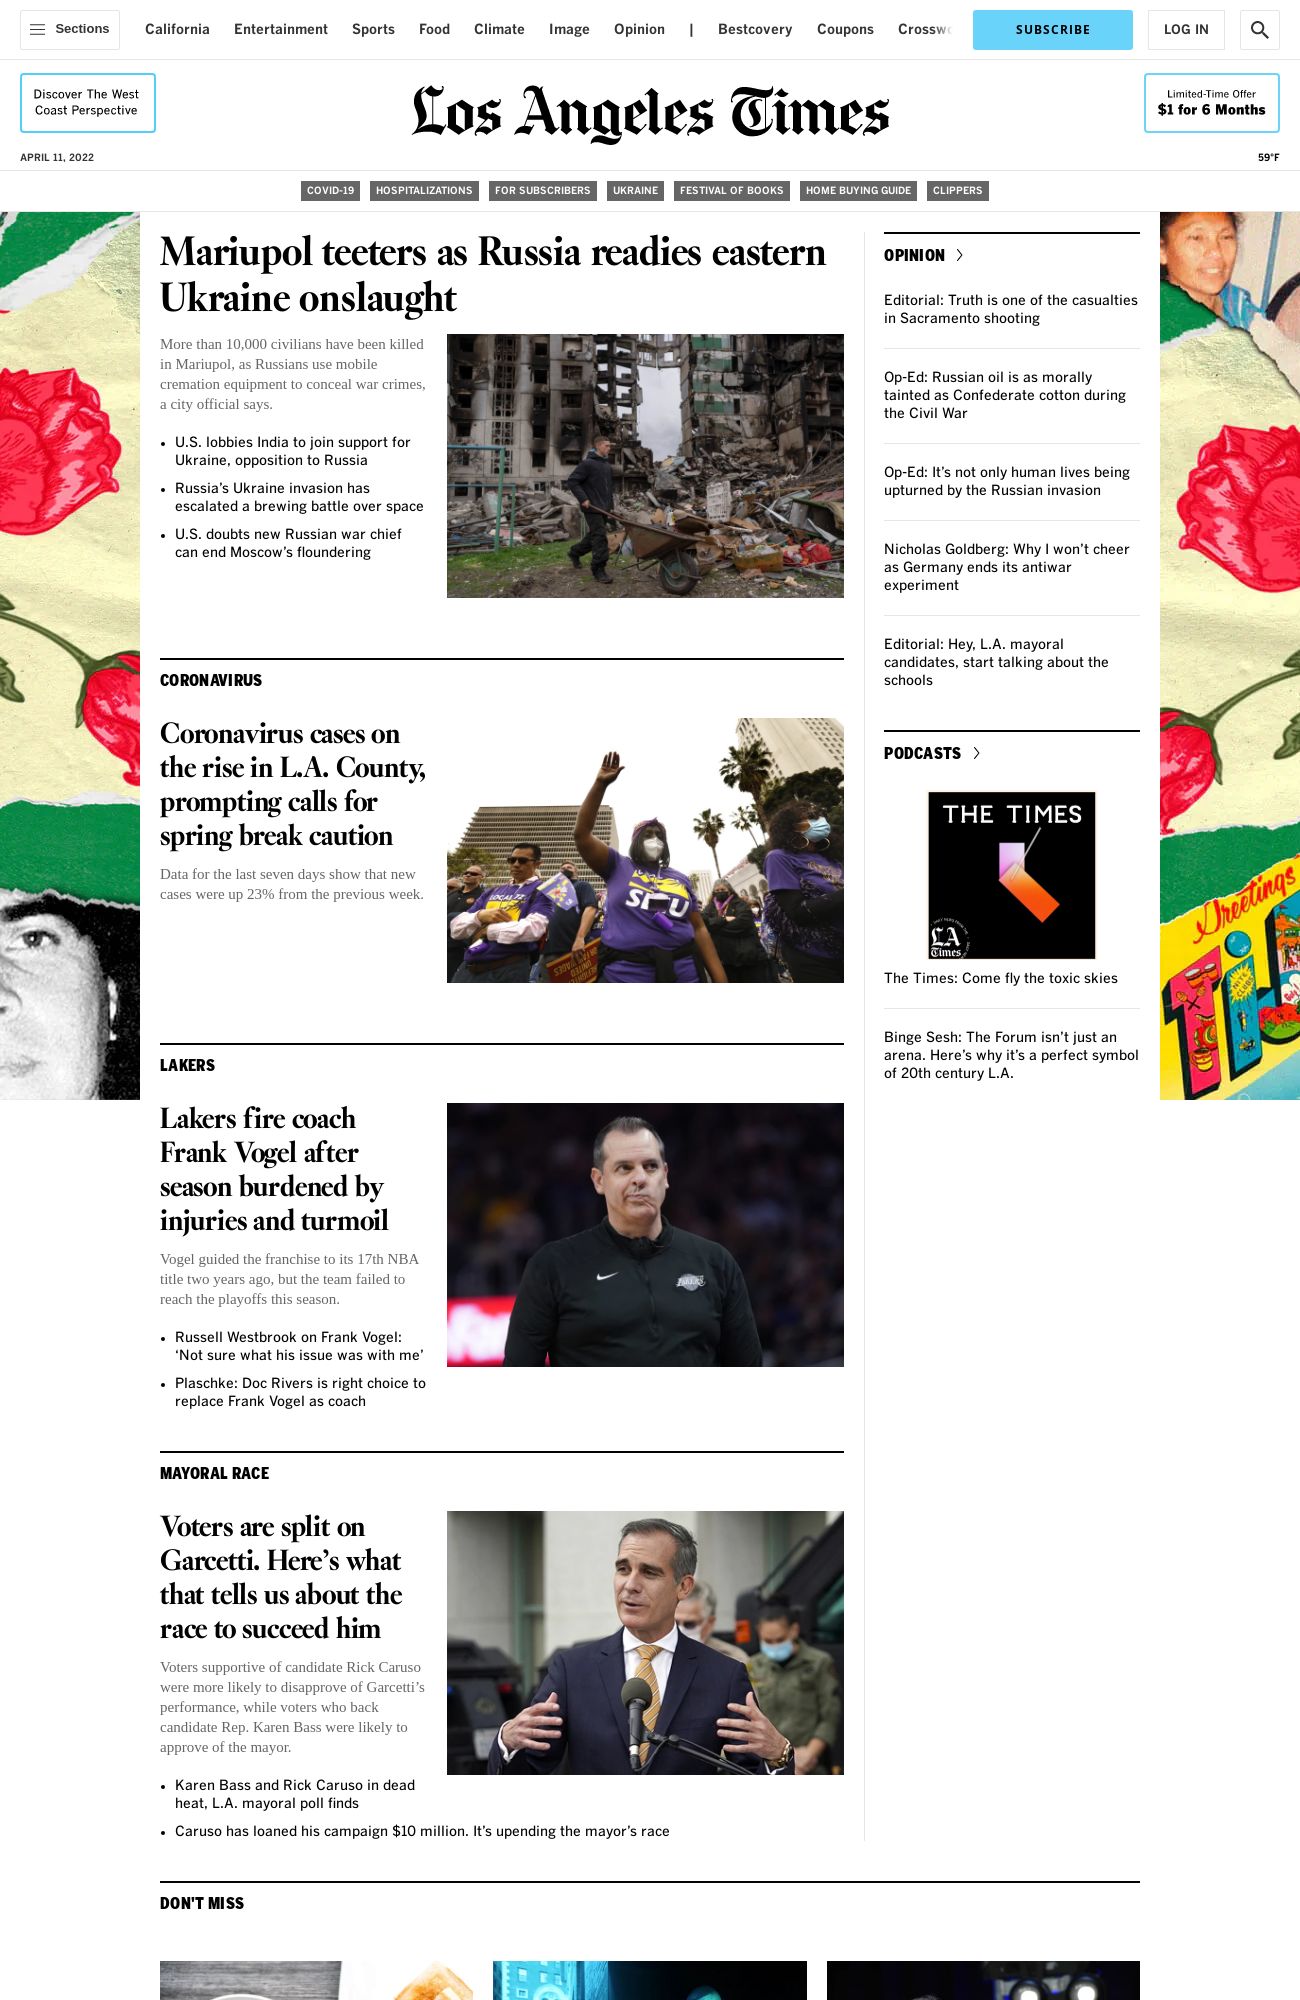 Sections
California
Entertainment
Sports
Food
Climate
Image
Opinion
|
Bestcovery
Coupons
SUBSCRIBE
LOG IN
Discover The West
Coast Perspective
Los Angeles Times
Limited-Time Offer
$1 for 6 Months
APRIL 11, 2022
59°F
COVID-19
HOSPITALIZATIONS
FOR SUBSCRIBERS
UKRAINE
FESTIVAL OF BOOKS
HOME BUYING GUIDE
CLIPPERS
Mariupol teeters as Russia readies eastern
Ukraine onslaught
More than 10,000 civilians have been killed
in Mariupol, as Russians use mobile
cremation equipment to conceal war crimes,
a city official says.
• U.S. lobbies India to join support for
Ukraine, opposition to Russia
• Russia’s Ukraine invasion has
escalated a brewing battle over space
• U.S. doubts new Russian war chief
can end Moscow’s floundering
CORONAVIRUS
Coronavirus cases on
the rise in L.A. County,
prompting calls for
spring break caution
Data for the last seven days show that new
cases were up 23% from the previous week.
LAKERS
Lakers fire coach
Frank Vogel after
season burdened by
injuries and turmoil
Vogel guided the franchise to its 17th NBA
title two years ago, but the team failed to
reach the playoffs this season.
• Russell Westbrook on Frank Vogel:
‘Not sure what his issue was with me’
• Plaschke: Doc Rivers is right choice to
replace Frank Vogel as coach
MAYORAL RACE
Voters are split on
Garcetti. Here’s what
that tells us about the
race to succeed him
Voters supportive of candidate Rick Caruso
were more likely to disapprove of Garcetti’s
performance, while voters who back
candidate Rep. Karen Bass were likely to
approve of the mayor.
• Karen Bass and Rick Caruso in dead
heat, L.A. mayoral poll finds
• Caruso has loaned his campaign $10 million. It’s upending the mayor’s race
OPINION
Editorial: Truth is one of the casualties
in Sacramento shooting
Op-Ed: Russian oil is as morally
tainted as Confederate cotton during
the Civil War
Op-Ed: It’s not only human lives being
upturned by the Russian invasion
Nicholas Goldberg: Why I won’t cheer
as Germany ends its antiwar
experiment
Editorial: Hey, L.A. mayoral
candidates, start talking about the
schools
PODCASTS
THE TIMES
LA
Times
The Times: Come fly the toxic skies
Binge Sesh: The Forum isn’t just an
arena. Here’s why it’s a perfect symbol
of 20th century L.A.
Greetings
DON'T MISS